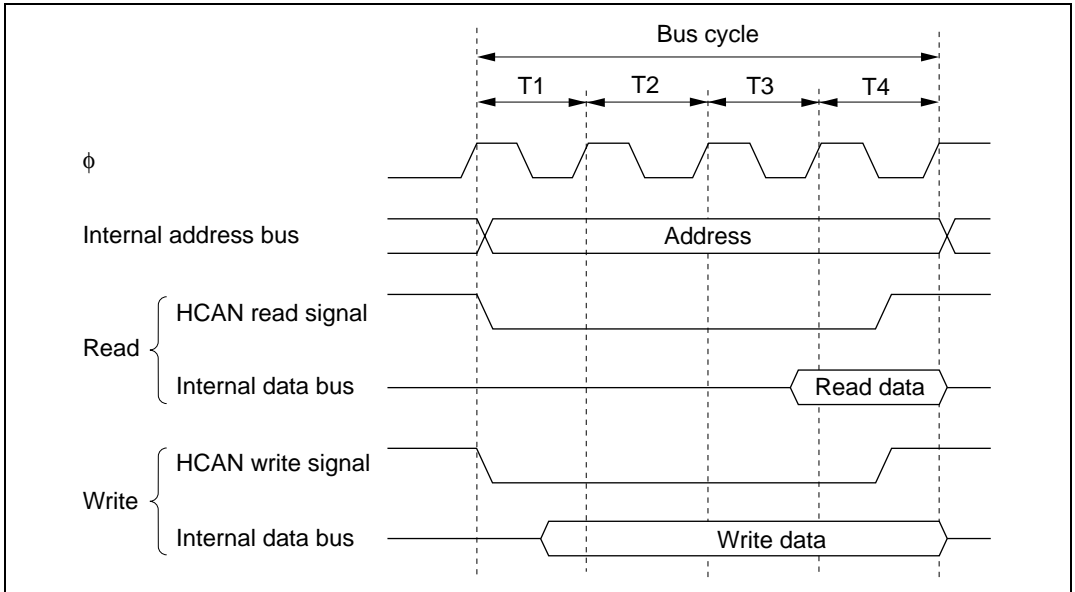 Bus cycle
T1 T2 T3 T4
φ
Internal address bus Address
HCAN read signal
Read
Internal data bus Read data
HCAN write signal
Write
Internal data bus Write data